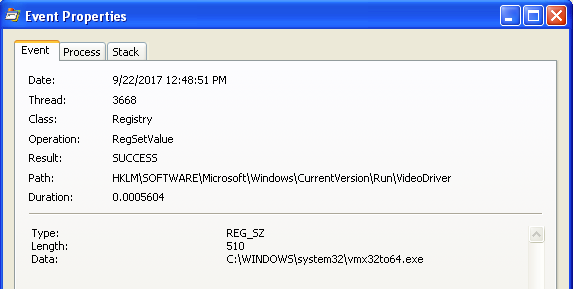 Event Properties
Event Process Stack
Date: 9/22/2017 12:48:51 PM
Thread: 3668
Class: Registry
Operation: RegSetValue
Result: SUCCESS
Path: HKLM\SOFTWARE\Microsoft\Windows\CurrentVersion\Run\VideoDriver
Duration: 0.0005604
Type: REG_SZ
Length: 510
Data: C:\WINDOWS\system32\vmx32to64.exe